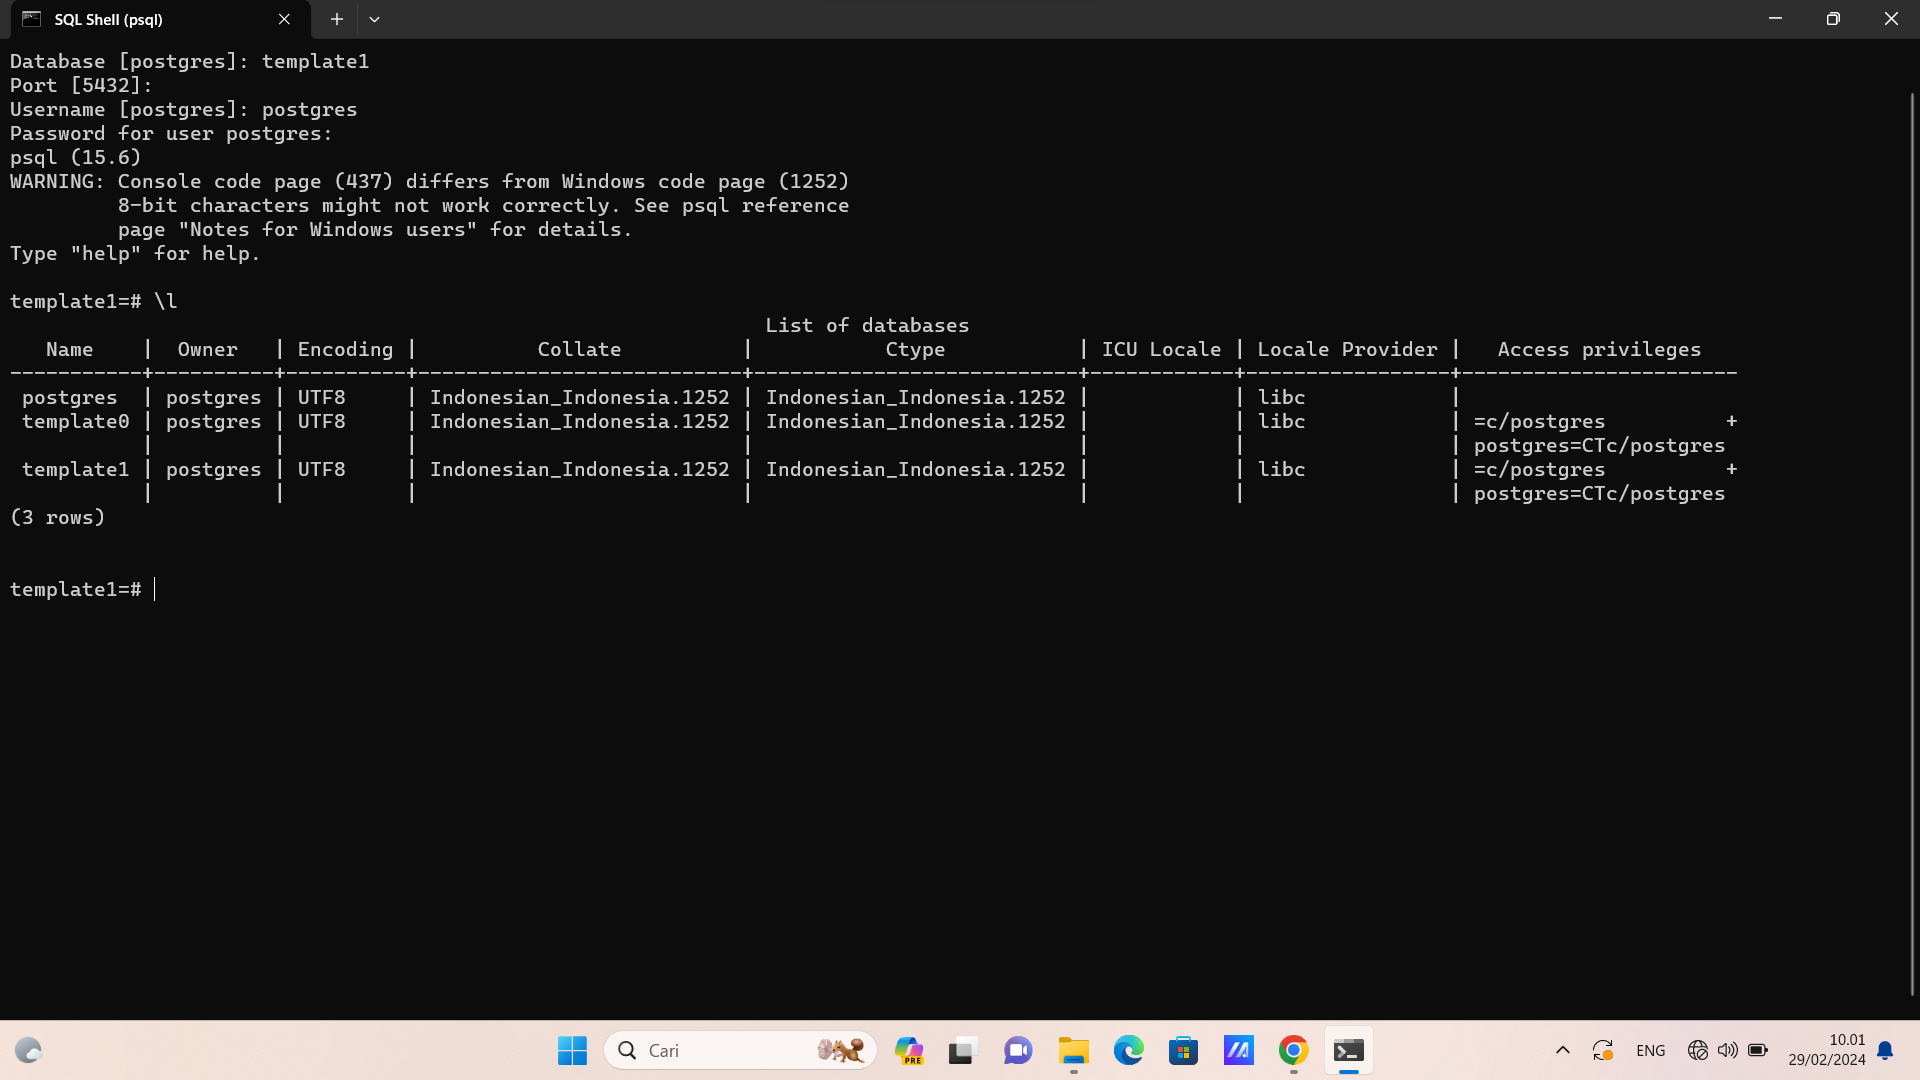 SQL Shell (psql)
Database [postgres]: template1
Port [5432]:
Username [postgres]: postgres
Password for user postgres:
psql (15.6)
WARNING: Console code page (437) differs from Windows code page (1252)
         8-bit characters might not work correctly. See psql reference
         page "Notes for Windows users" for details.
Type "help" for help.

template1=# \l
                                                               List of databases
   Name    |  Owner   | Encoding |          Collate          |           Ctype           | ICU Locale | Locale Provider |   Access privileges
-----------+----------+----------+---------------------------+---------------------------+------------+-----------------+-----------------------
 postgres  | postgres | UTF8     | Indonesian_Indonesia.1252 | Indonesian_Indonesia.1252 |            | libc            |
 template0 | postgres | UTF8     | Indonesian_Indonesia.1252 | Indonesian_Indonesia.1252 |            | libc            | =c/postgres          +
           |          |          |                           |                           |            |                 | postgres=CTc/postgres
 template1 | postgres | UTF8     | Indonesian_Indonesia.1252 | Indonesian_Indonesia.1252 |            | libc            | =c/postgres          +
           |          |          |                           |                           |            |                 | postgres=CTc/postgres
(3 rows)

template1=#
Cari
PRE
ENG
10.01
29/02/2024